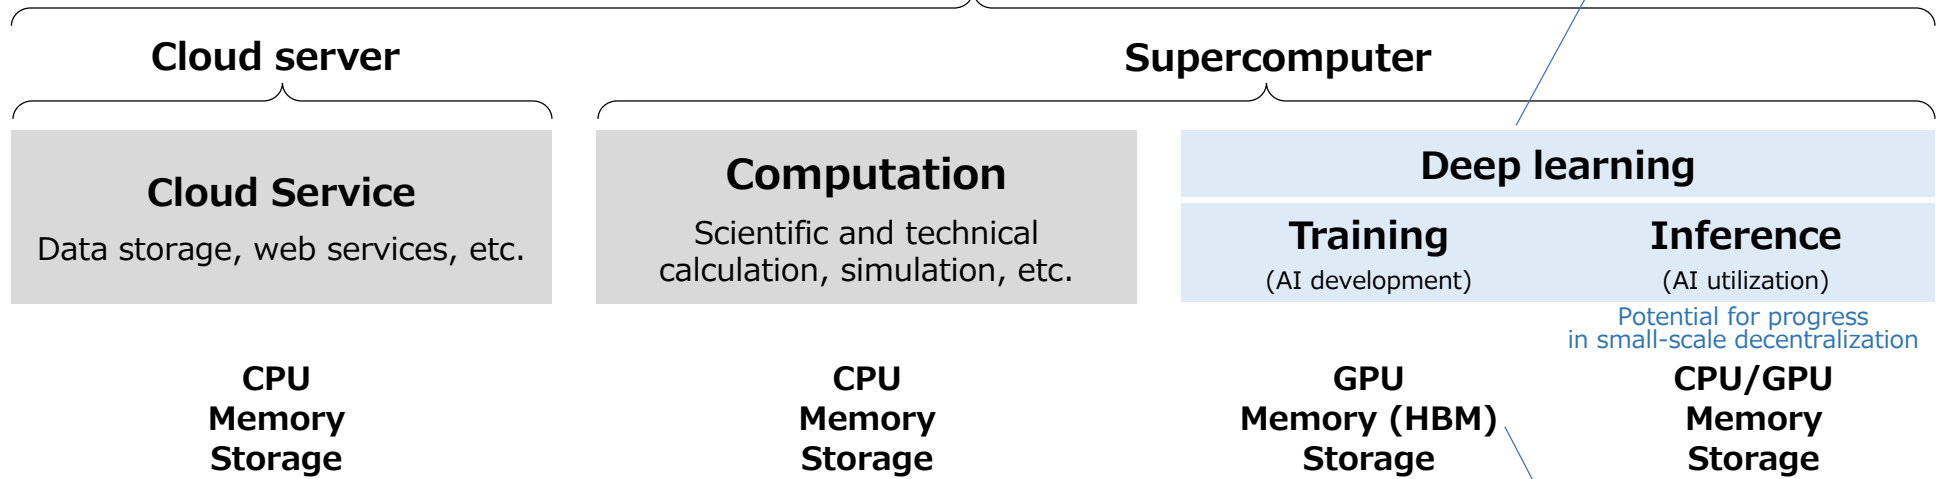 Cloud server
Supercomputer
Cloud Service
Data storage, web services, etc.
Computation
Scientific and technical
calculation, simulation, etc.
Deep learning
Training
(AI development)
Inference
(AI utilization)
Potential for progress
in small-scale decentralization
CPU
Memory
Storage
CPU
Memory
Storage
GPU
Memory (HBM)
Storage
CPU/GPU
Memory
Storage